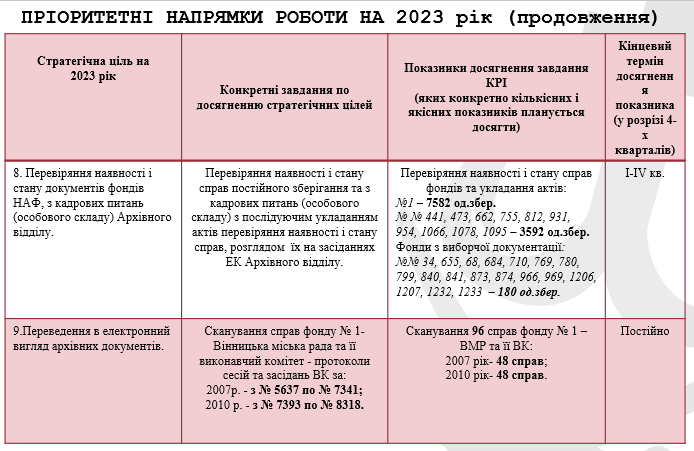 ПРІОРИТЕТНІ НАПРЯМКИ РОБОТИ НА 2023 рік (продовження)
Стратегічна ціль на
2023 рік
Конкретні завдання по
досягненню стратегічних цілей
Показники досягнення завдання
КРІ
(яких конкретно кількісних і
якісних показників планується
досягти)
Кінцевий
термін
досягненн
я
показника
(у розрізі 4-
х
кварталів)
8. Перевіряння наявності і
стану документів фондів
НАФ, з кадрових питань
(особового складу) Архівного
відділу.
Перевіряння наявності і стану
справ постійного зберігання та з
кадрових питань (особового
складу) з послідуючим укладанням
актів перевіряння наявності і стану
справ, розглядом їх на засіданнях
ЕК Архівного відділу.
Перевіряння наявності і стану справ
фондів та укладання актів:
№1 – 7582 од.збер.
№ № 441, 473, 662, 755, 812, 931,
954, 1066, 1078, 1095 – 3592 од.збер.
Фонди з виборчої документації:
№№ 34, 655, 68, 684, 710, 769, 780,
799, 840, 841, 873, 874, 966, 969, 1206,
1207, 1232, 1233 – 180 од.збер.
I-IV кв.
9.Переведення в електронний
вигляд архівних документів.
Сканування справ фонду № 1-
Вінницька міська рада та її
виконавчий комітет - протоколи
сесій та засідань ВК за:
2007р. - з № 5637 по № 7341;
2010 р. - з № 7393 по № 8318.
Сканування 96 справ фонду № 1 –
ВМР та її ВК:
2007 рік- 48 справ;
2010 рік- 48 справ.
Постійно